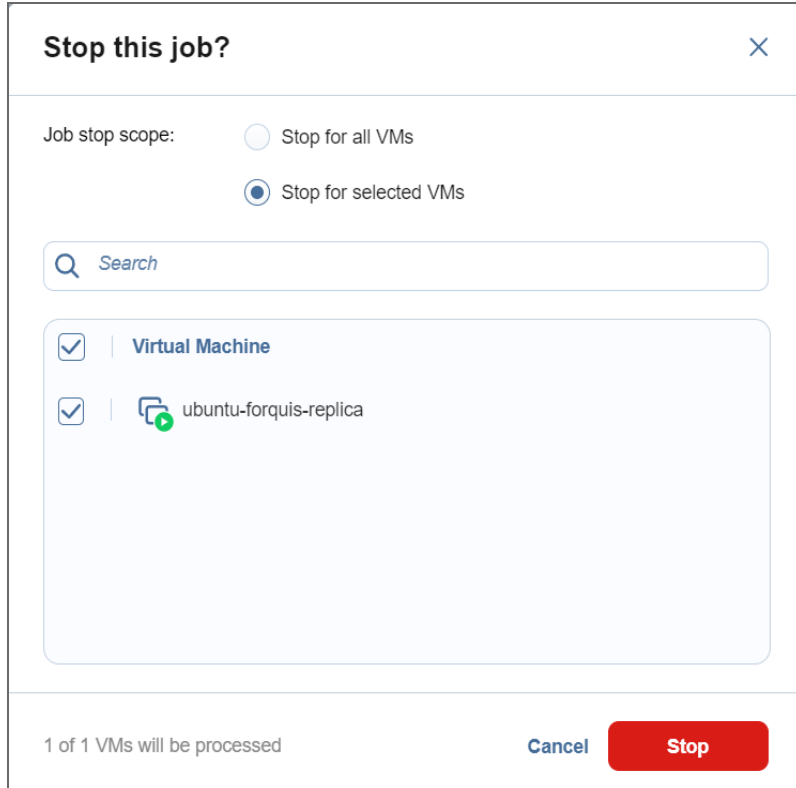 Stop this job?
Job stop scope:
Stop for all VMs
Stop for selected VMs
Search
Virtual Machine
ubuntu-forquis-replica
1 of 1 VMs will be processed
Cancel
Stop